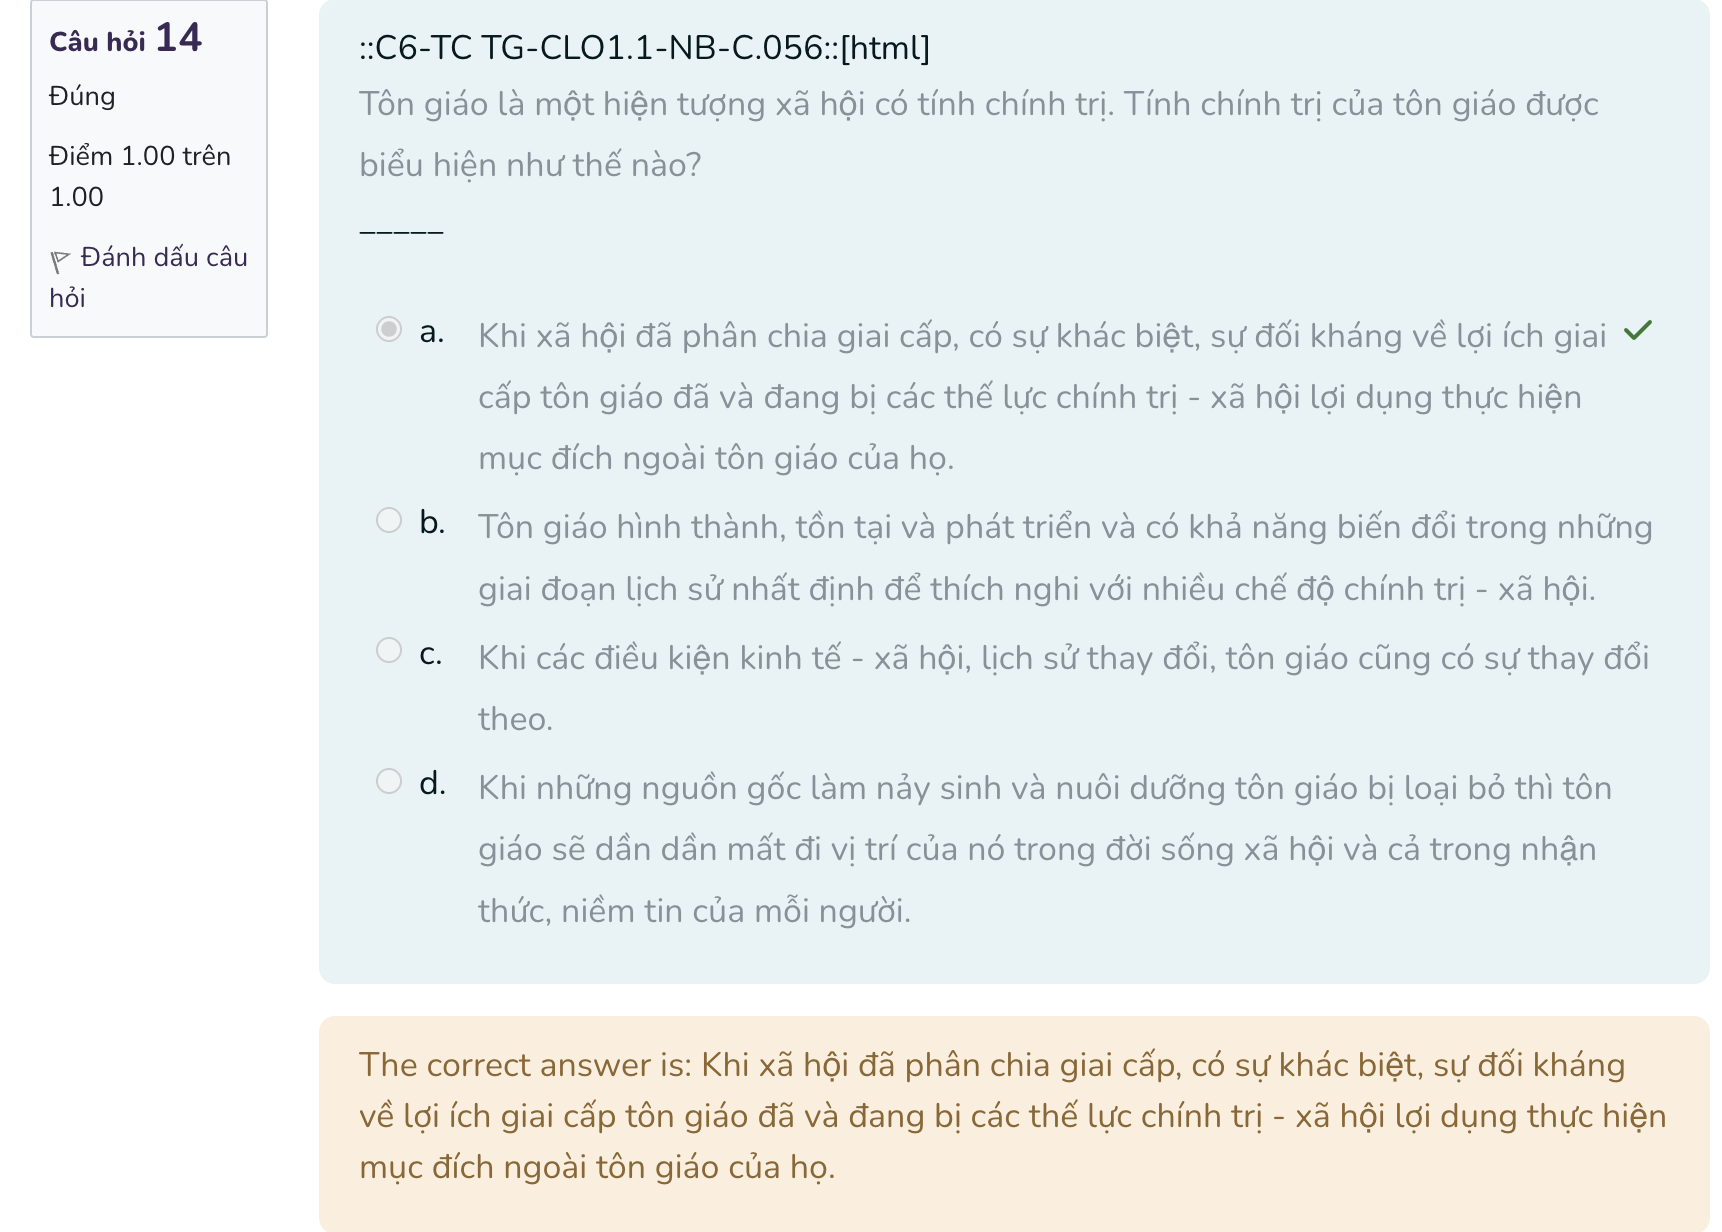 Câu hỏi 14
Đúng
Điểm 1.00 trên
1.00
Đánh dấu câu
hỏi
::C6-TC TG-CLO1.1-NB-C.056::[html]
Tôn giáo là một hiện tượng xã hội có tính chính trị. Tính chính trị của tôn giáo được
biểu hiện như thế nào?
_____
a. Khi xã hội đã phân chia giai cấp, có sự khác biệt, sự đối kháng về lợi ích giai
cấp tôn giáo đã và đang bị các thế lực chính trị - xã hội lợi dụng thực hiện
mục đích ngoài tôn giáo của họ.
b. Tôn giáo hình thành, tồn tại và phát triển và có khả năng biến đổi trong những
giai đoạn lịch sử nhất định để thích nghi với nhiều chế độ chính trị - xã hội.
c. Khi các điều kiện kinh tế - xã hội, lịch sử thay đổi, tôn giáo cũng có sự thay đổi
theo.
d. Khi những nguồn gốc làm nảy sinh và nuôi dưỡng tôn giáo bị loại bỏ thì tôn
giáo sẽ dần dần mất đi vị trí của nó trong đời sống xã hội và cả trong nhận
thức, niềm tin của mỗi người.
The correct answer is: Khi xã hội đã phân chia giai cấp, có sự khác biệt, sự đối kháng
về lợi ích giai cấp tôn giáo đã và đang bị các thế lực chính trị - xã hội lợi dụng thực hiện
mục đích ngoài tôn giáo của họ.